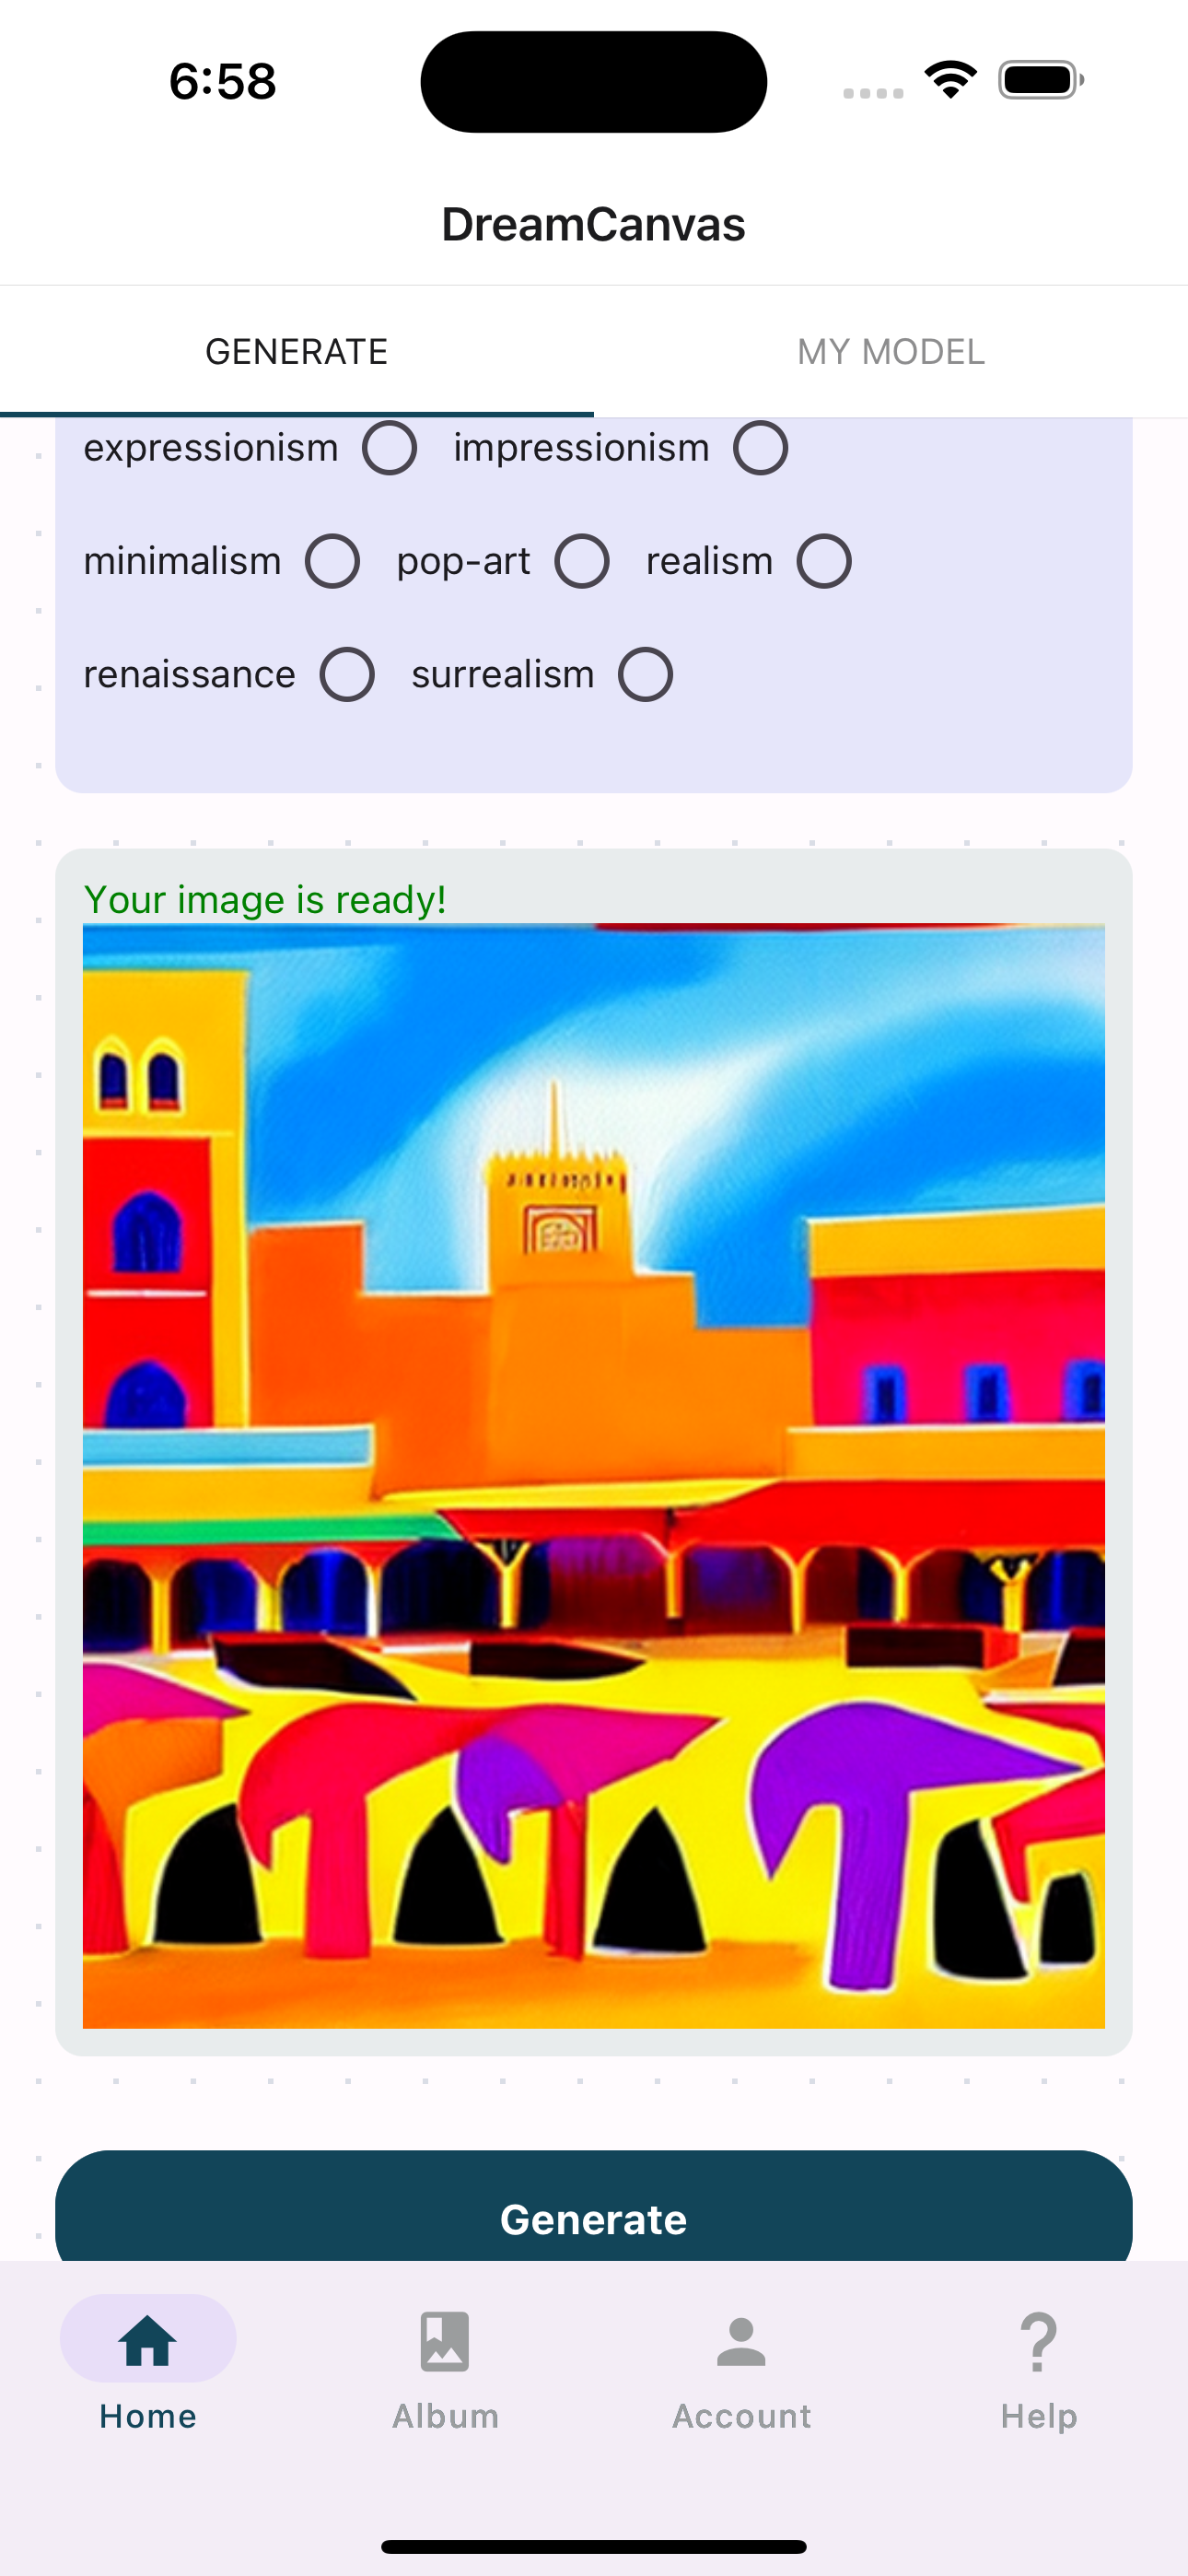 6:58
DreamCanvas
GENERATE MY MODEL
expressionism impressionism
minimalism pop-art realism
renaissance surrealism
Your image is ready!
Generate
Home Album Account Help